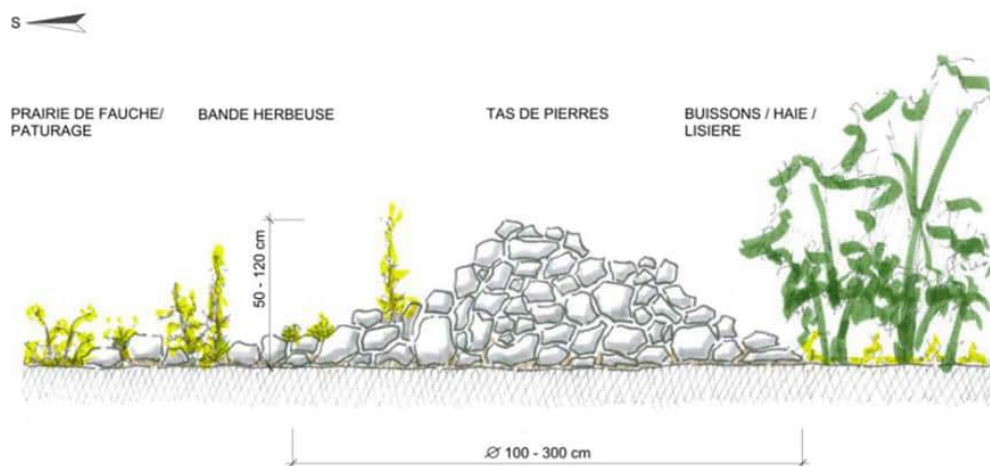 S
PRAIRIE DE FAUCHE/
PATURAGE
BANDE HERBEUSE
TAS DE PIERRES
BUISSONS / HAIE /
LISIERE
50 - 120 cm
Ø 100 - 300 cm